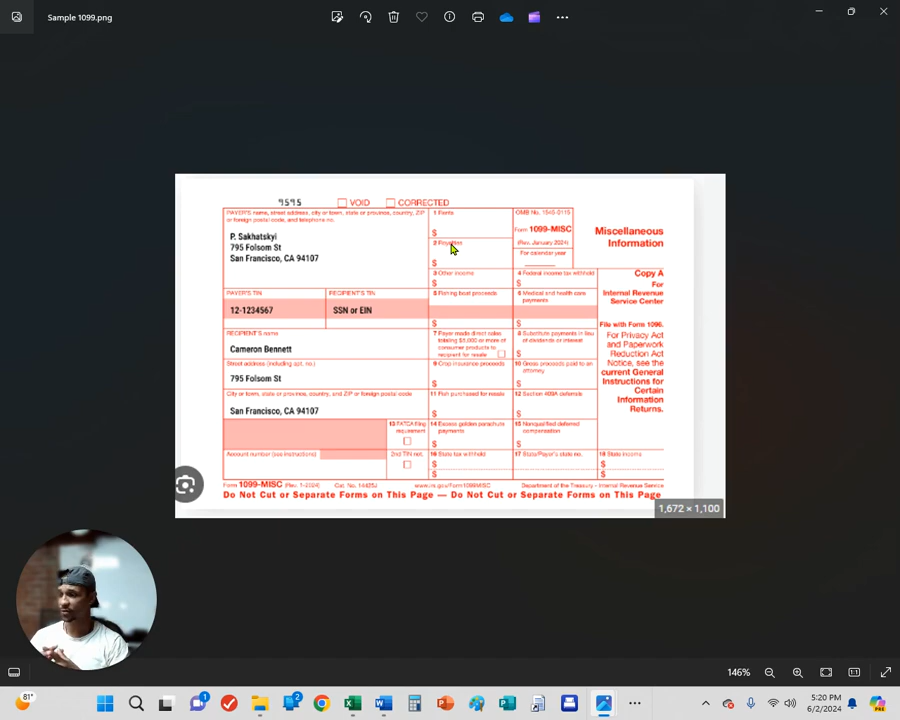 Sample 1099.png
9595
VOID
CORRECTED
PAYER'S name, street address, city or town, state or province, country, ZIP
or foreign postal code, and telephone no.
P. Sakhatskyi
795 Folsom St
San Francisco, CA 94107
1 Rents
$
2 Royalties
$
OMB No. 1545-0115
Form 1099-MISC
(Rev. January 2024)
For calendar year
Miscellaneous
Information
3 Other income
$
4 Federal income tax withheld
$
Copy A
For
Internal Revenue
Service Center
File with Form 1096.
For Privacy Act
and Paperwork
Reduction Act
Notice, see the
current General
Instructions for
Certain
Information
Returns.
PAYER'S TIN
12-1234567
RECIPIENT'S TIN
SSN or EIN
5 Fishing boat proceeds
$
6 Medical and health care
payments
$
RECIPIENT'S name
Cameron Bennett
7 Payer made direct sales
totaling $5,000 or more of
consumer products to
recipient for resale
8 Substitute payments in lieu
of dividends or interest
$
Street address (including apt. no.)
795 Folsom St
9 Crop insurance proceeds
$
10 Gross proceeds paid to an
attorney
$
City or town, state or province, country, and ZIP or foreign postal code
San Francisco, CA 94107
11 Fish purchased for resale
$
12 Section 409A deferrals
$
13 FATCA filing
requirement
14 Excess golden parachute
payments
$
15 Nonqualified deferred
compensation
$
Account number (see instructions)
2nd TIN not.
16 State tax withheld
$
$
17 State/Payer's state no.
18 State income
$
$
Form 1099-MISC (Rev. 1-2024)
Cat. No. 14425J
www.irs.gov/Form1099MISC
Department of the Treasury - Internal Revenue Service
Do Not Cut or Separate Forms on This Page — Do Not Cut or Separate Forms on This Page
1,672 × 1,100
146%
81°
1
2
5:20 PM
6/2/2024